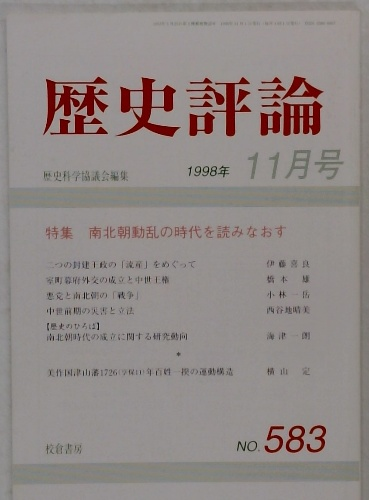 歴史評論
歴史科学協議会編集
1998年
11月号
特集 南北朝動乱の時代を読みなおす
二つの封建王政の「流産」をめぐって 伊藤喜良
室町幕府外交の成立と中世王権 橋本雄
悪党と南北朝の「戦争」 小林一岳
中世前期の災害と立法 西谷地晴美
【歴史のひろば】
南北朝時代の成立に関する研究動向 海津一朗
*
美作国津山藩1726(享保11)年百姓一揆の運動構造 横山定
校倉書房
NO.583